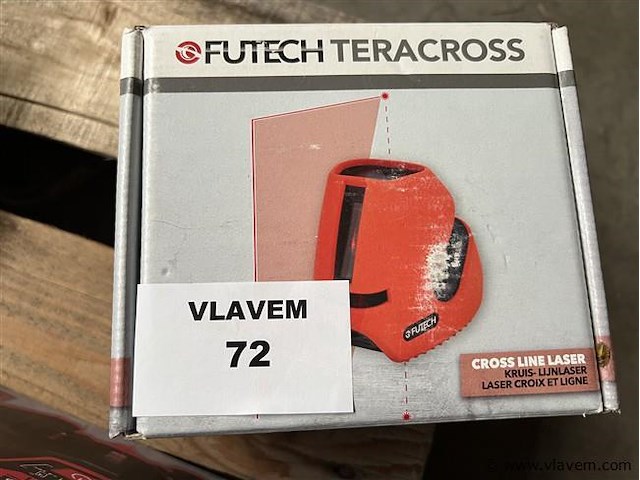 FUTECH TERACROSS
FUTECH
VLAVEM
72
CROSS LINE LASER
KRUIS- LIJNLASER
LASER CROIX ET LIGNE
© www.vlavem.com